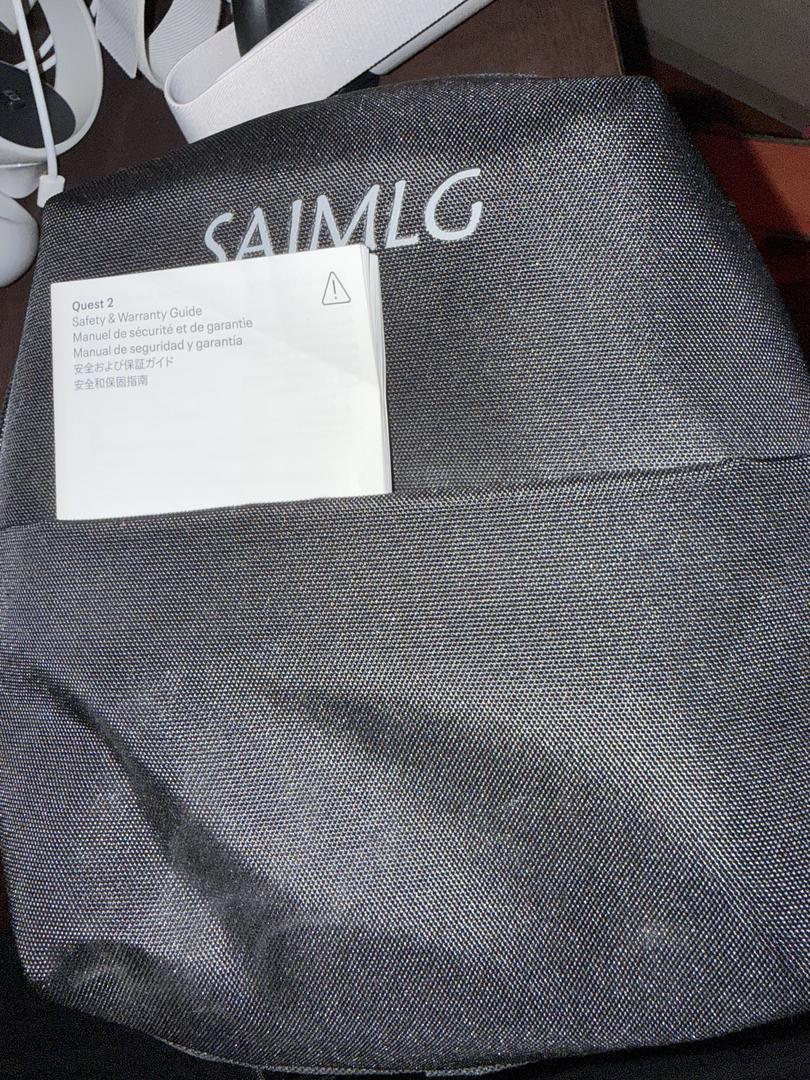 SAIMLG
Quest 2
Safety & Warranty Guide
Manuel de sécurité et de garantie
Manual de seguridad y garantía
安全および保証ガイド
安全和保固指南